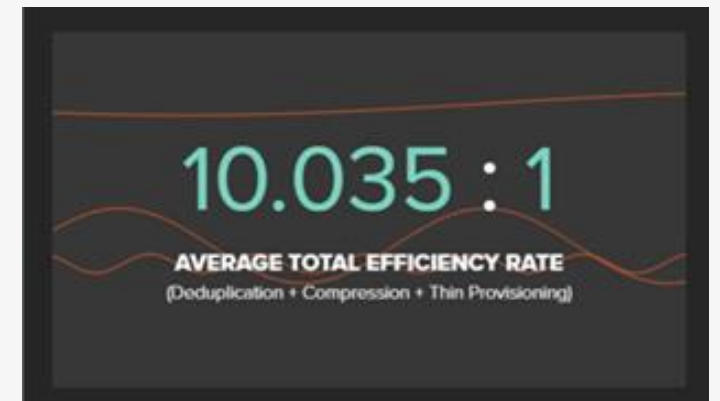 10.035 : 1
AVERAGE TOTAL EFFICIENCY RATE
(Deduplication + Compression + Thin Provisioning)